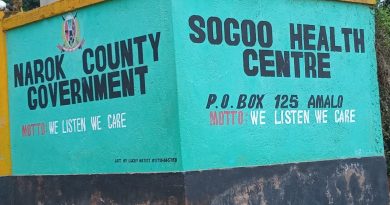 NAROK COUNTY
GOVERNMENT
MOTTO: WE LISTEN WE CARE
SOGOO HEALTH
CENTRE
P.O.BOX 125 AMALO
MOTTO: WE LISTEN WE CARE